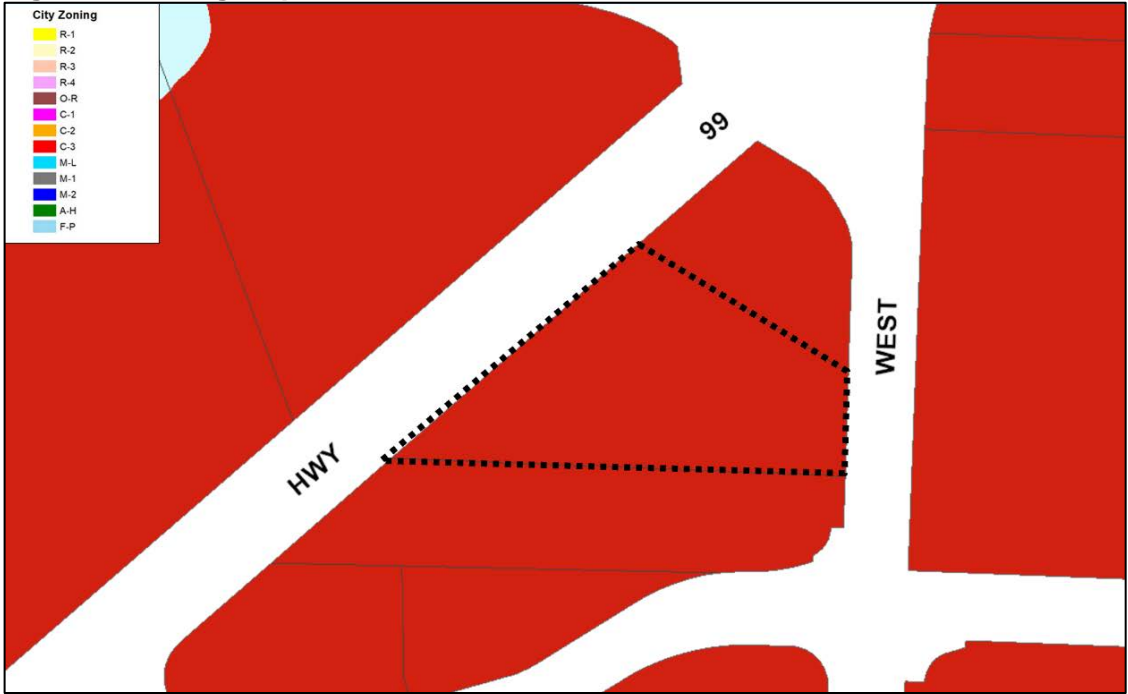 City Zoning
R-1
R-2
R-3
R-4
O-R
C-1
C-2
C-3
M-L
M-1
M-2
A-H
F-P
99
WEST
HWY